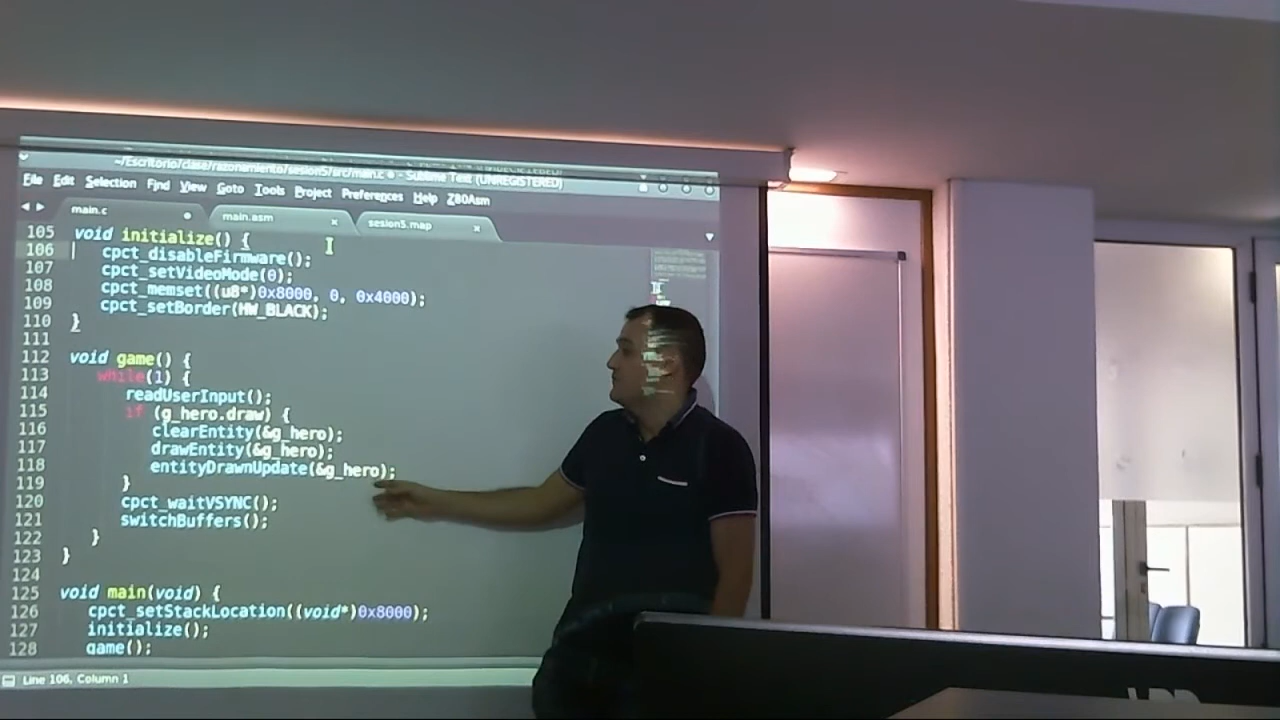 ~/Escritorio/clase/razonamiento/sesion5/src/main.c • - Sublime Text (UNREGISTERED)
File Edit Selection Find View Goto Tools Project Preferences Help Z80Asm
main.c main.asm sesion5.map
105 void initialize() {
106 cpct_disableFirmware();
107 cpct_setVideoMode(0);
108 cpct_memset((u8*)0x8000, 0, 0x4000);
109 cpct_setBorder(HW_BLACK);
110 }
111
112 void game() {
113 while(1) {
114 readUserInput();
115 if (g_hero.draw) {
116 clearEntity(&g_hero);
117 drawEntity(&g_hero);
118 entityDrawnUpdate(&g_hero);
119 }
120 cpct_waitVSYNC();
121 switchBuffers();
122 }
123 }
124
125 void main(void) {
126 cpct_setStackLocation((void*)0x8000);
127 initialize();
128 game();
Line 106, Column 1